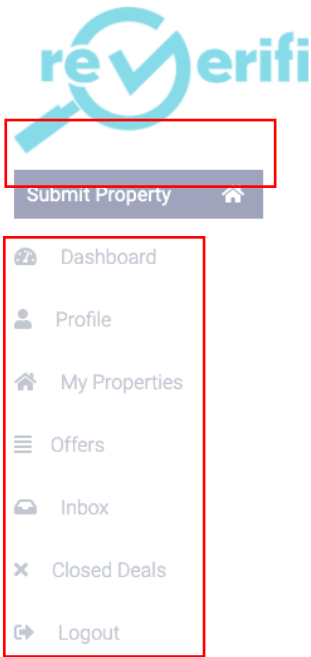 reverifi
Submit Property
Dashboard
Profile
My Properties
Offers
Inbox
Closed Deals
Logout